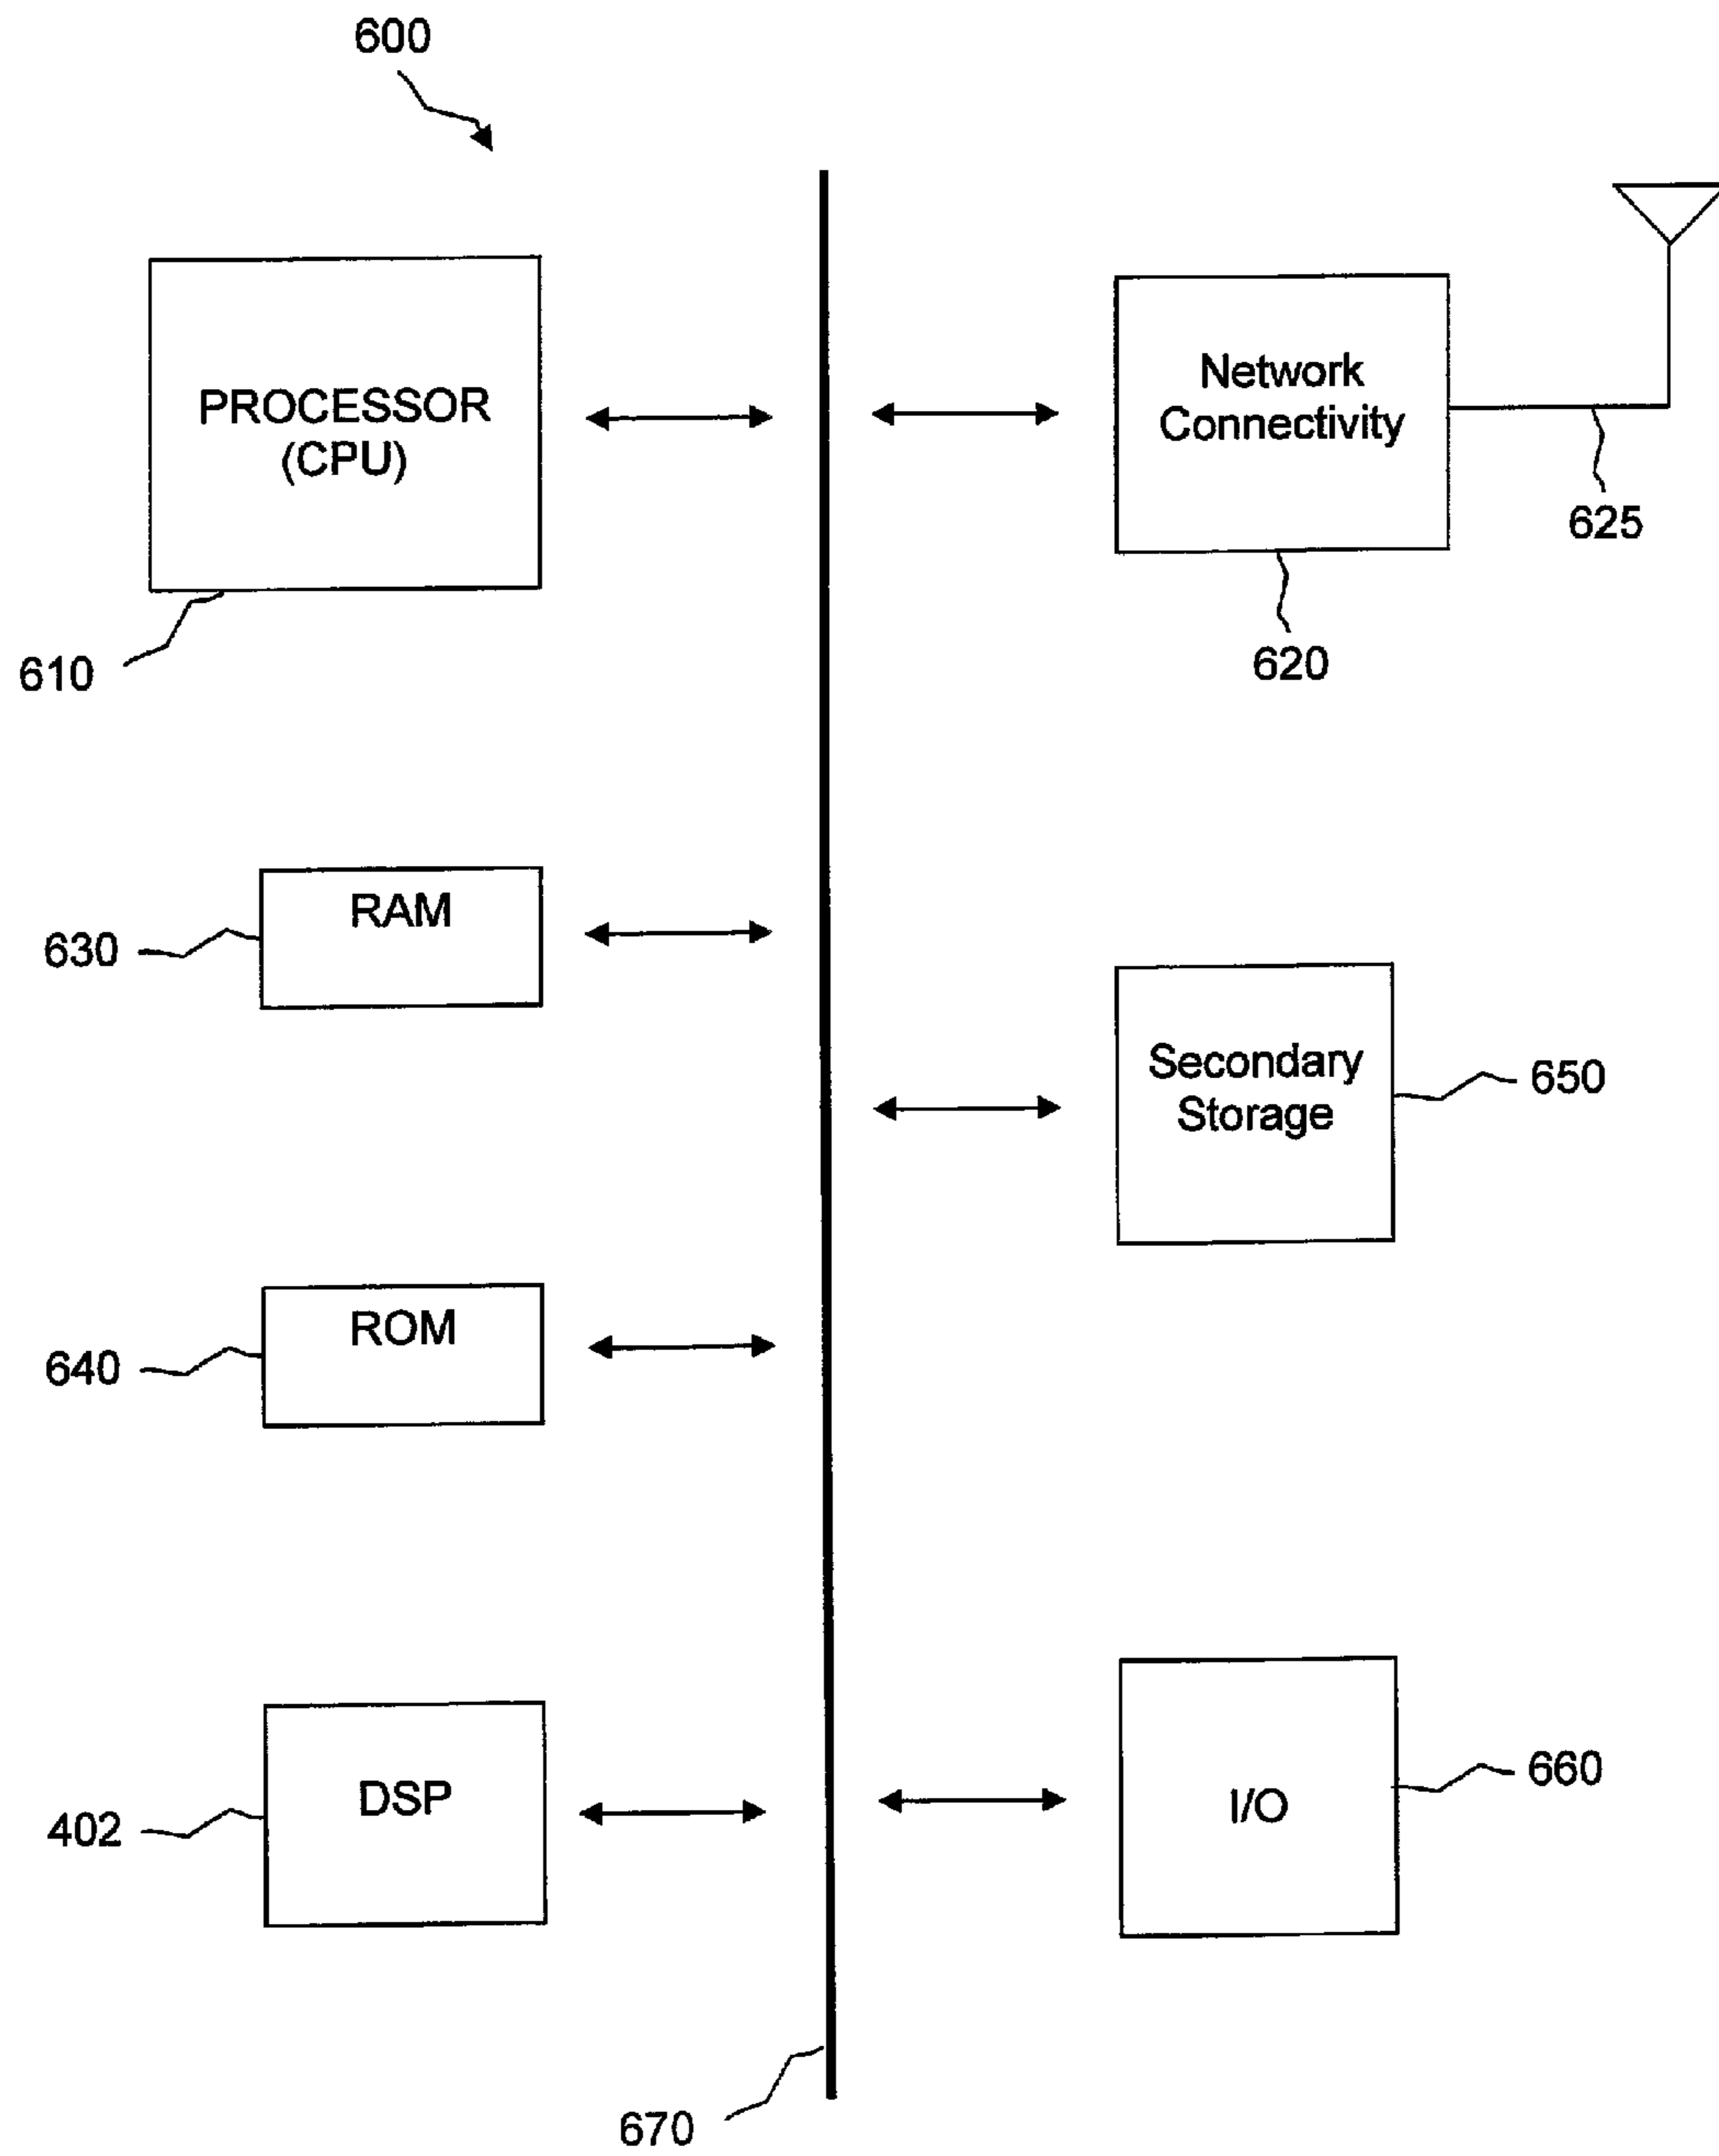 600
PROCESSOR
(CPU)
610
Network
Connectivity
625
620
RAM
630
Secondary
Storage
650
ROM
640
DSP
402
I/O
660
670